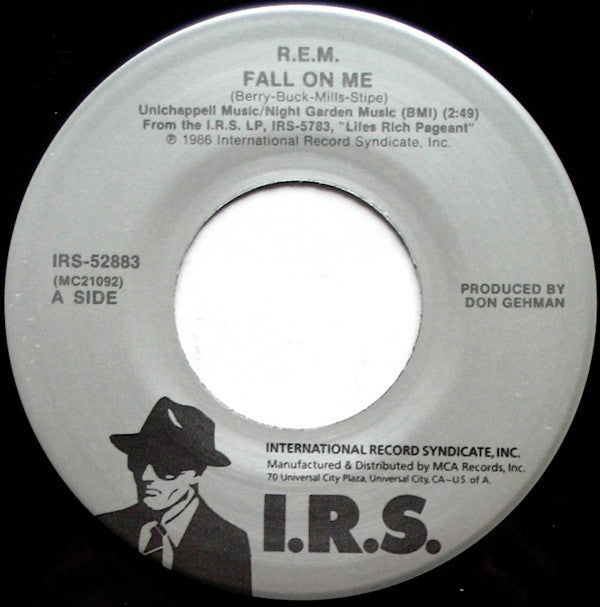 R.E.M.
FALL ON ME
(Berry-Buck-Mills-Stipe)
Unichappell Music/Night Garden Music (BMI) (2:49)
From the I.R.S. LP, IRS-5783, "Lifes Rich Pageant"
℗ 1986 International Record Syndicate, Inc.
IRS-52883
(MC21092)
A SIDE
PRODUCED BY
DON GEHMAN
INTERNATIONAL RECORD SYNDICATE, INC.
Manufactured & Distributed by MCA Records, Inc.
70 Universal City Plaza, Universal City, CA–U.S. of A.
I.R.S.